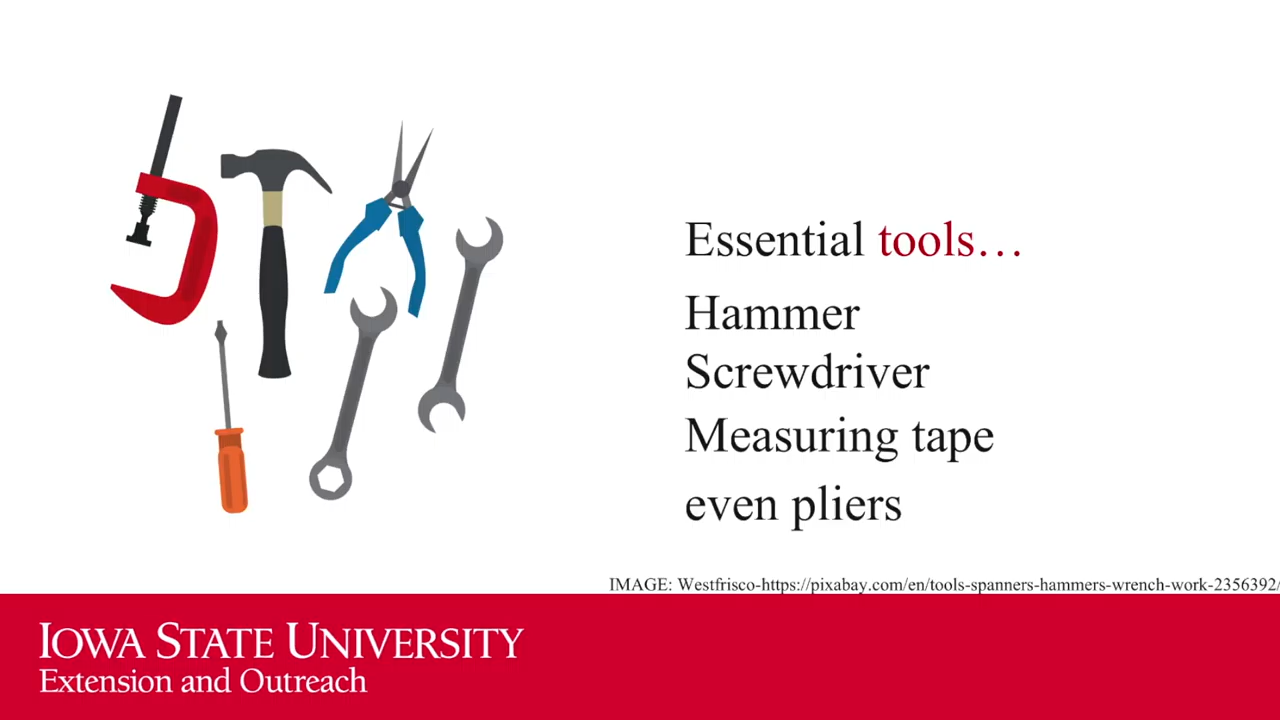 Essential tools…
Hammer
Screwdriver
Measuring tape
even pliers
IMAGE: Westfrisco-https://pixabay.com/en/tools-spanners-hammers-wrench-work-2356392/
IOWA STATE UNIVERSITY
Extension and Outreach